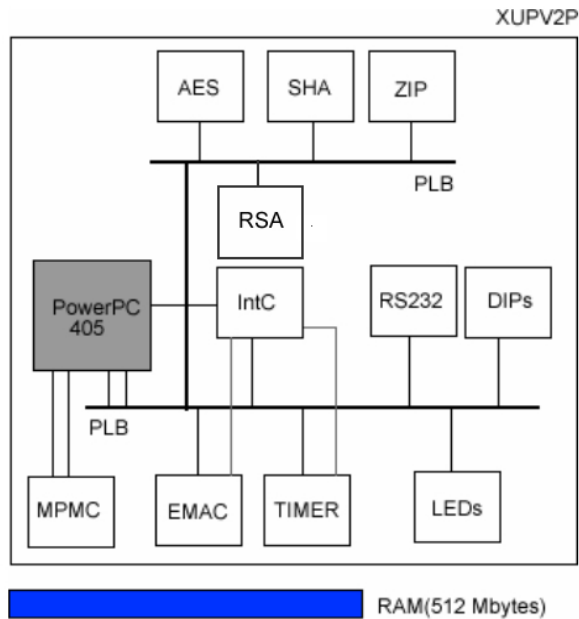 XUPV2P
AES
SHA
ZIP
PLB
RSA
PowerPC
405
IntC
RS232
DIPs
PLB
MPMC
EMAC
TIMER
LEDs
RAM(512 Mbytes)